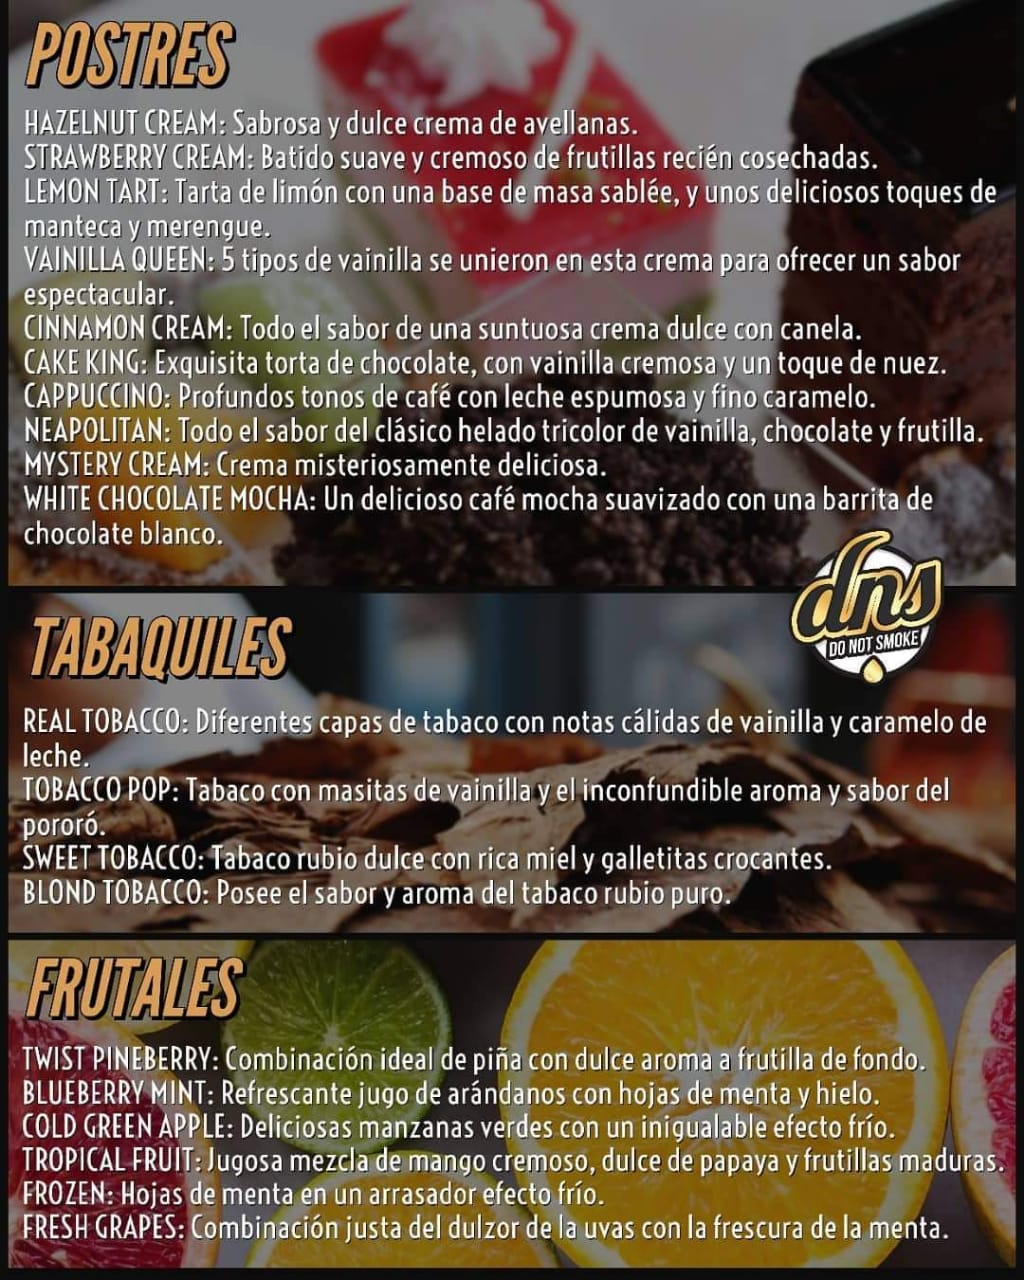 POSTRES
HAZELNUT CREAM: Sabrosa y dulce crema de avellanas.
STRAWBERRY CREAM: Batido suave y cremoso de frutillas recién cosechadas.
LEMON TART: Tarta de limón con una base de masa sablée, y unos deliciosos toques de
manteca y merengue.
VAINILLA QUEEN: 5 tipos de vainilla se unieron en esta crema para ofrecer un sabor
espectacular.
CINNAMON CREAM: Todo el sabor de una suntuosa crema dulce con canela.
CAKE KING: Exquisita torta de chocolate, con vainilla cremosa y un toque de nuez.
CAPPUCCINO: Profundos tonos de café con leche espumosa y fino caramelo.
NEAPOLITAN: Todo el sabor del clásico helado tricolor de vainilla, chocolate y frutilla.
MYSTERY CREAM: Crema misteriosamente deliciosa.
WHITE CHOCOLATE MOCHA: Un delicioso café mocha suavizado con una barrita de
chocolate blanco.
dns
DO NOT SMOKE
TABAQUILES
REAL TOBACCO: Diferentes capas de tabaco con notas cálidas de vainilla y caramelo de
leche.
TOBACCO POP: Tabaco con masitas de vainilla y el inconfundible aroma y sabor del
pororó.
SWEET TOBACCO: Tabaco rubio dulce con rica miel y galletitas crocantes.
BLOND TOBACCO: Posee el sabor y aroma del tabaco rubio puro.
FRUTALES
TWIST PINEBERRY: Combinación ideal de piña con dulce aroma a frutilla de fondo.
BLUEBERRY MINT: Refrescante jugo de arándanos con hojas de menta y hielo.
COLD GREEN APPLE: Deliciosas manzanas verdes con un inigualable efecto frío.
TROPICAL FRUIT: Jugosa mezcla de mango cremoso, dulce de papaya y frutillas maduras.
FROZEN: Hojas de menta en un arrasador efecto frío.
FRESH GRAPES: Combinación justa del dulzor de la uvas con la frescura de la menta.